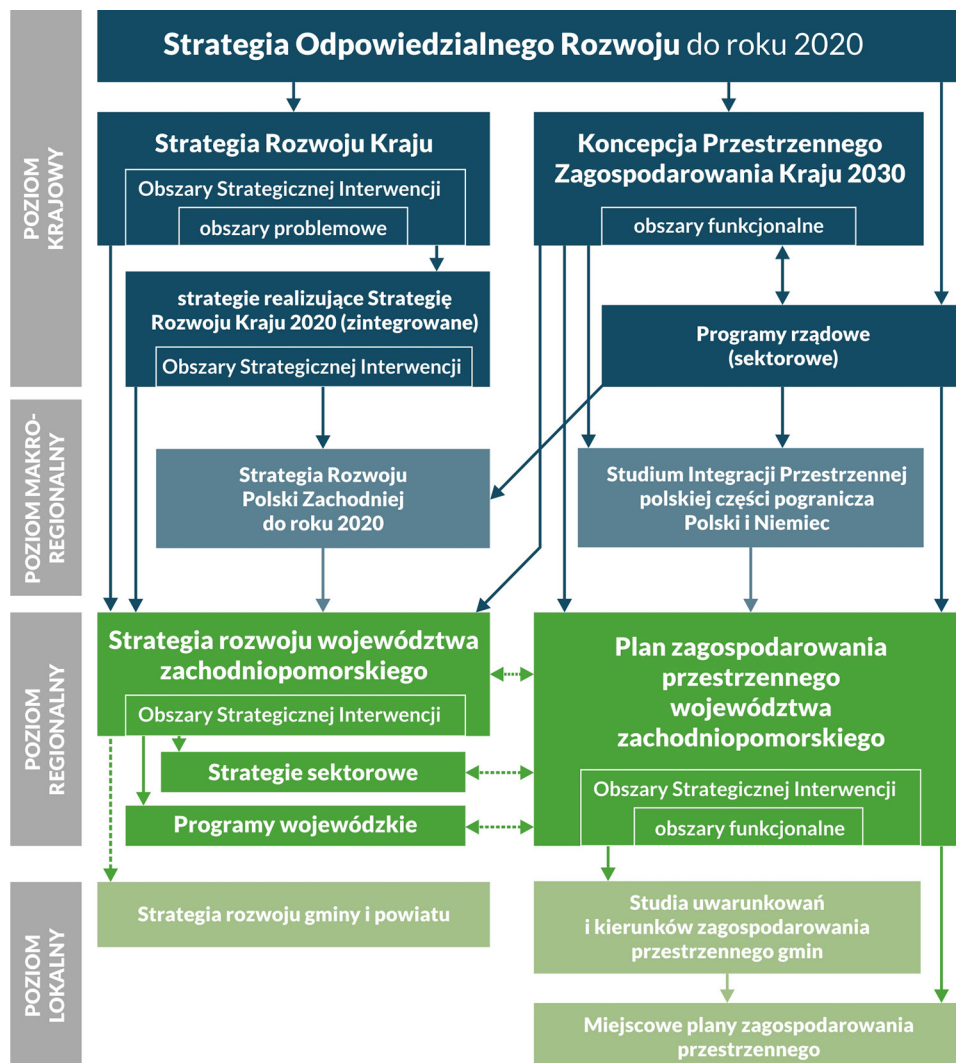 Strategia Odpowiedzialnego Rozwoju do roku 2020
POZIOM
KRAJOWY
Strategia Rozwoju Kraju
Obszary Strategicznej Interwencji
obszary problemowe
Koncepcja Przestrzennego
Zagospodarowania Kraju 2030
obszary funkcjonalne
strategie realizujące Strategię
Rozwoju Kraju 2020 (zintegrowane)
Obszary Strategicznej Interwencji
Programy rządowe
(sektorowe)
POZIOM MAKRO-
REGIONALNY
Strategia Rozwoju
Polski Zachodniej
do roku 2020
Studium Integracji Przestrzennej
polskiej części pogranicza
Polski i Niemiec
POZIOM
REGIONALNY
Strategia rozwoju województwa
zachodniopomorskiego
Obszary Strategicznej Interwencji
Strategie sektorowe
Programy wojewódzkie
Plan zagospodarowania
przestrzennego
województwa
zachodniopomorskiego
Obszary Strategicznej Interwencji
obszary funkcjonalne
POZIOM
LOKALNY
Strategia rozwoju gminy i powiatu
Studia uwarunkowań
i kierunków zagospodarowania
przestrzennego gmin
Miejscowe plany zagospodarowania
przestrzennego